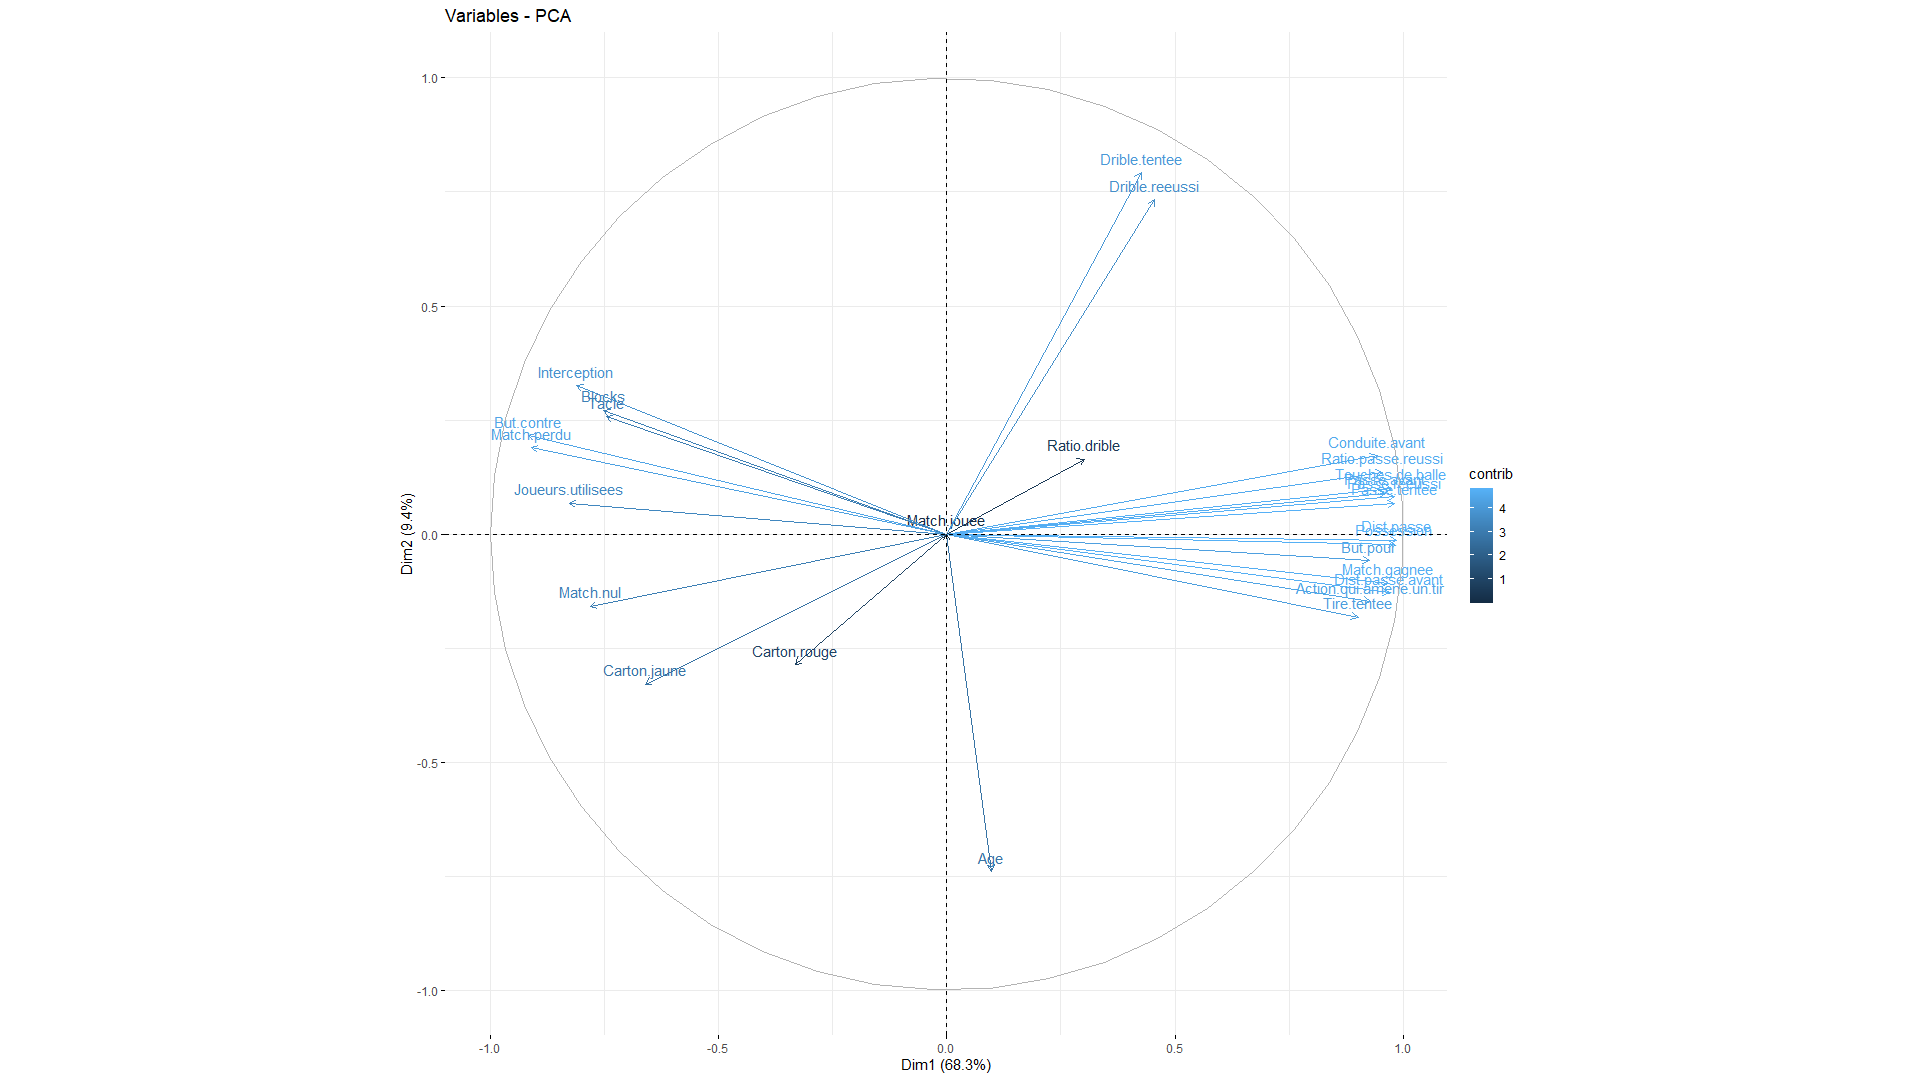 Variables - PCA
1.0
Drible.tentee
Drible.reeussi
0.5
Interception
Blocks
Tacle
But.contre
Match.perdu
Ratio.drible
Conduite.avant
Ratio.passe.reussi
Touches.de.balle
Passe.tentee
Joueurs.utilisees
Match.jouee
Dist.passe
Possession
But.pour
Match.gagnee
Dist.passe.avant
Action.qui.amene.un.tir
Tire.tentee
0.0
Match.nul
Carton.rouge
Carton.jaune
-0.5
Age
-1.0
-1.0
-0.5
0.0
0.5
1.0
Dim1 (68.3%)
Dim2 (9.4%)
contrib
4
3
2
1